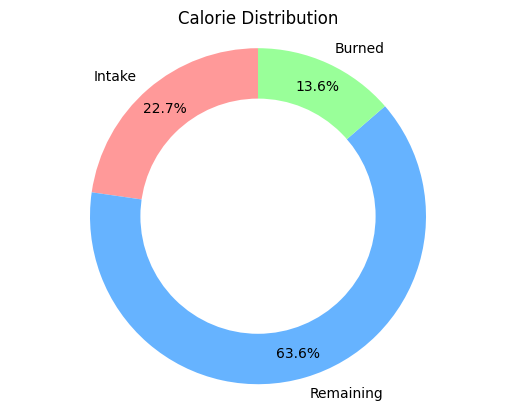 Calorie Distribution
Burned
13.6%
Intake
22.7%
63.6%
Remaining